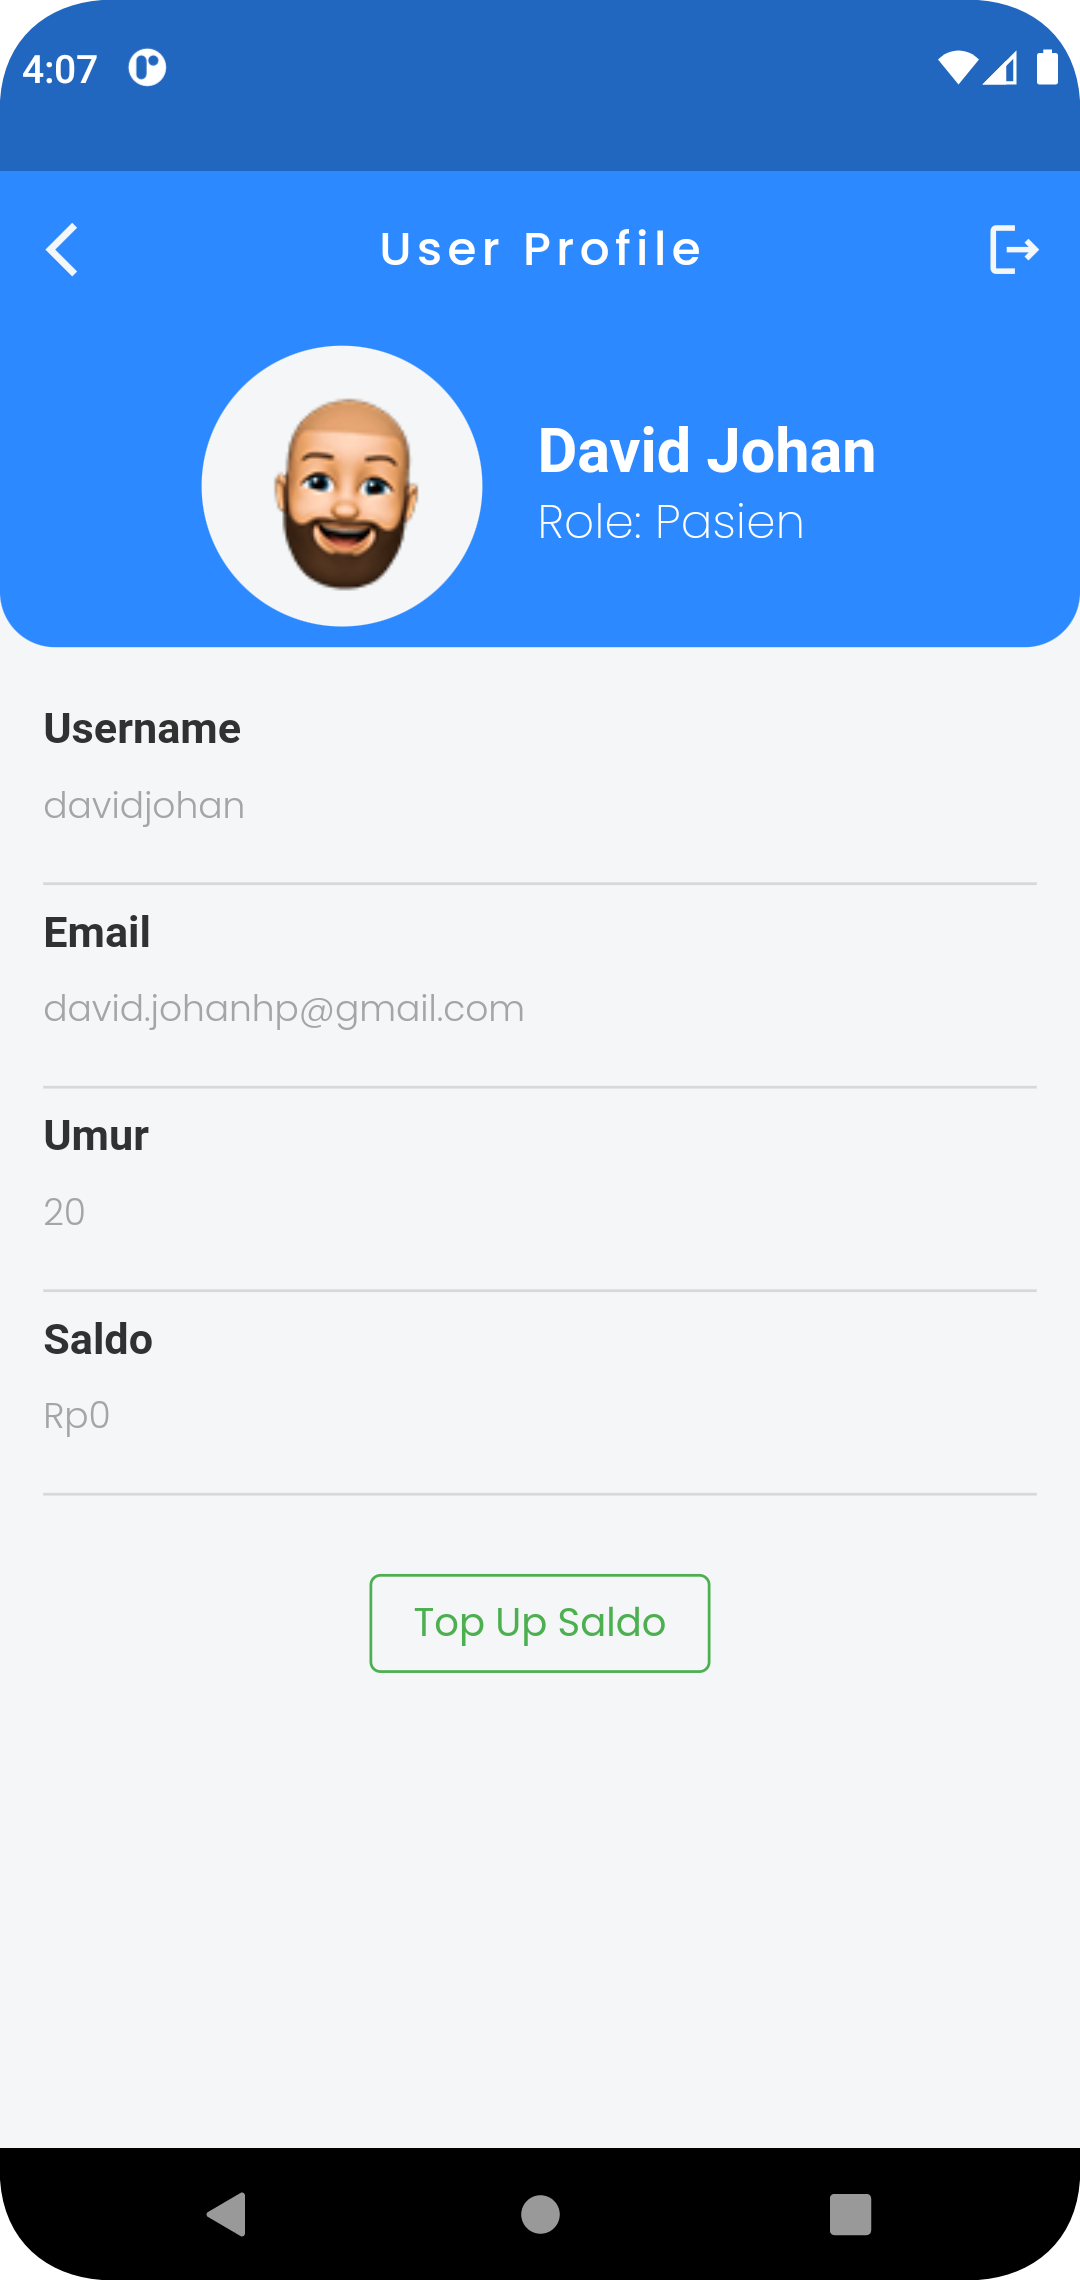 4:07
User Profile
David Johan
Role: Pasien
Username
davidjohan
Email
david.johanhp@gmail.com
Umur
20
Saldo
Rp0
Top Up Saldo